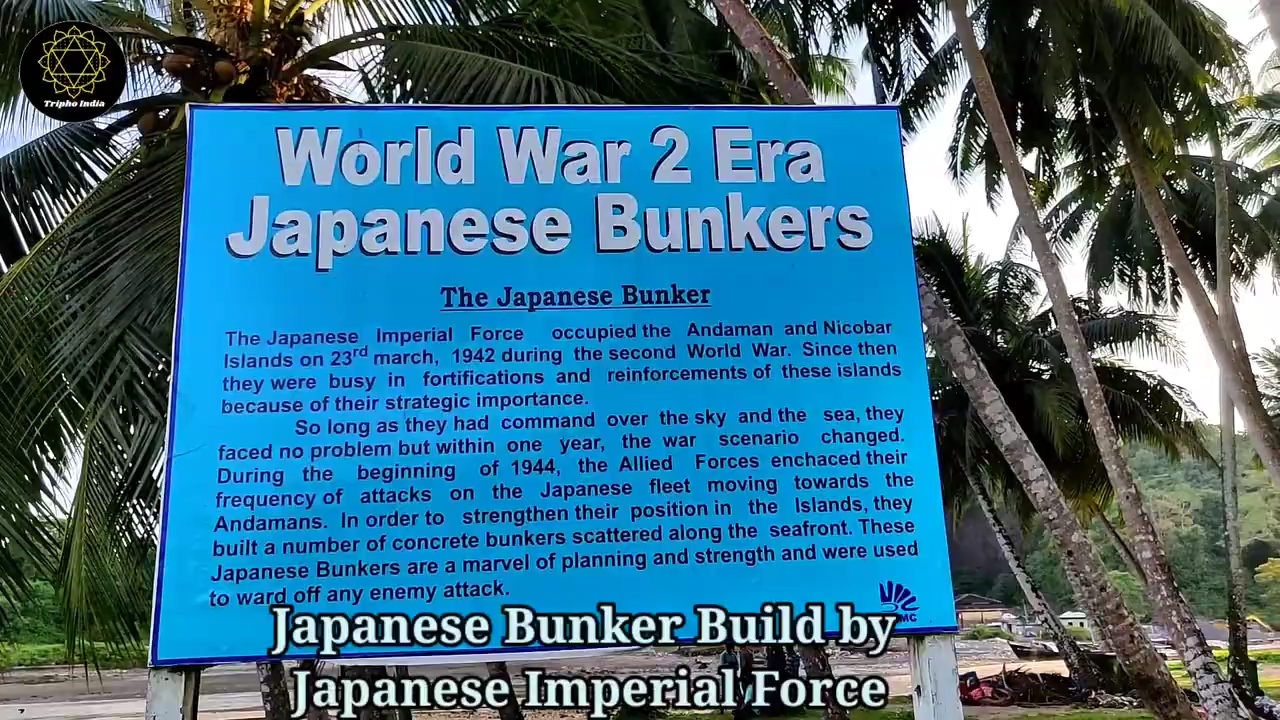 Tripho India
World War 2 Era
Japanese Bunkers
The Japanese Bunker
The Japanese Imperial Force occupied the Andaman and Nicobar
Islands on 23rd march, 1942 during the second World War. Since then
they were busy in fortifications and reinforcements of these islands
because of their strategic importance.
So long as they had command over the sky and the sea, they
faced no problem but within one year, the war scenario changed.
During the beginning of 1944, the Allied Forces enchaced their
frequency of attacks on the Japanese fleet moving towards the
Andamans. In order to strengthen their position in the Islands, they
built a number of concrete bunkers scattered along the seafront. These
Japanese Bunkers are a marvel of planning and strength and were used
to ward off any enemy attack.
Japanese Bunker Build by
Japanese Imperial Force